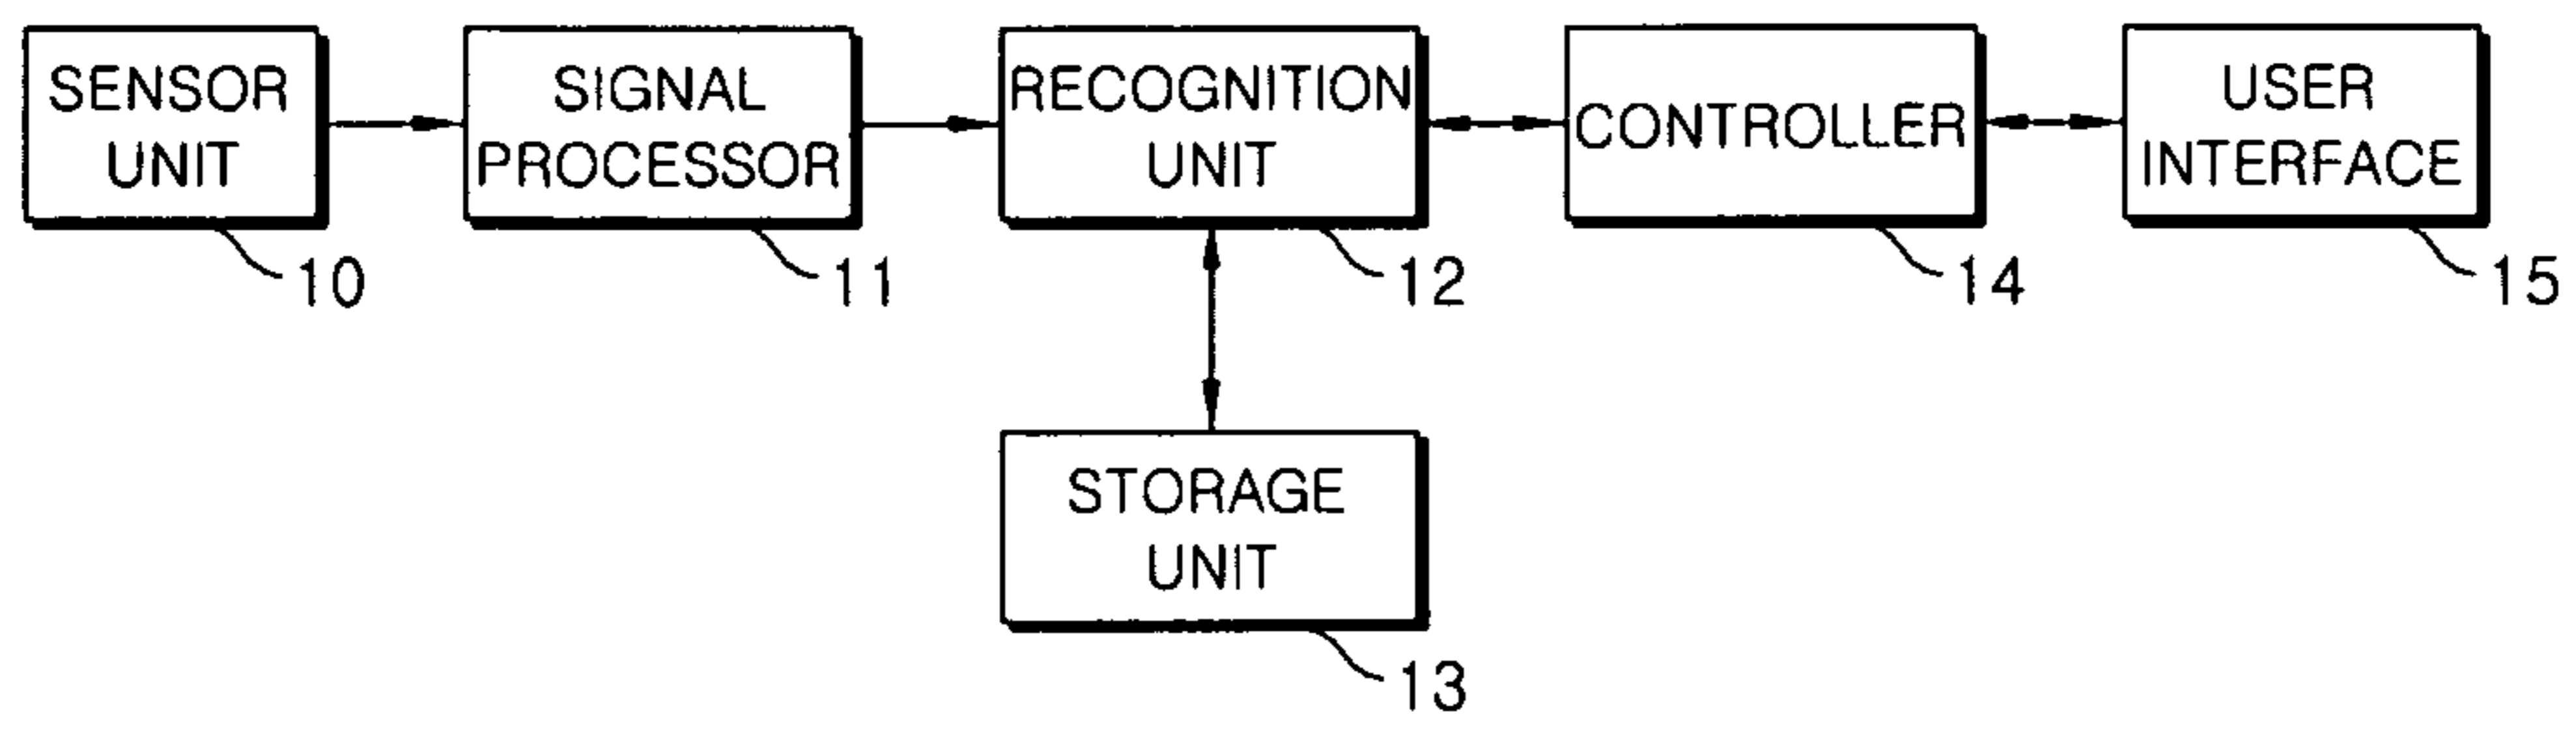 SENSOR
UNIT
10
SIGNAL
PROCESSOR
11
RECOGNITION
UNIT
12
CONTROLLER
14
USER
INTERFACE
15
STORAGE
UNIT
13